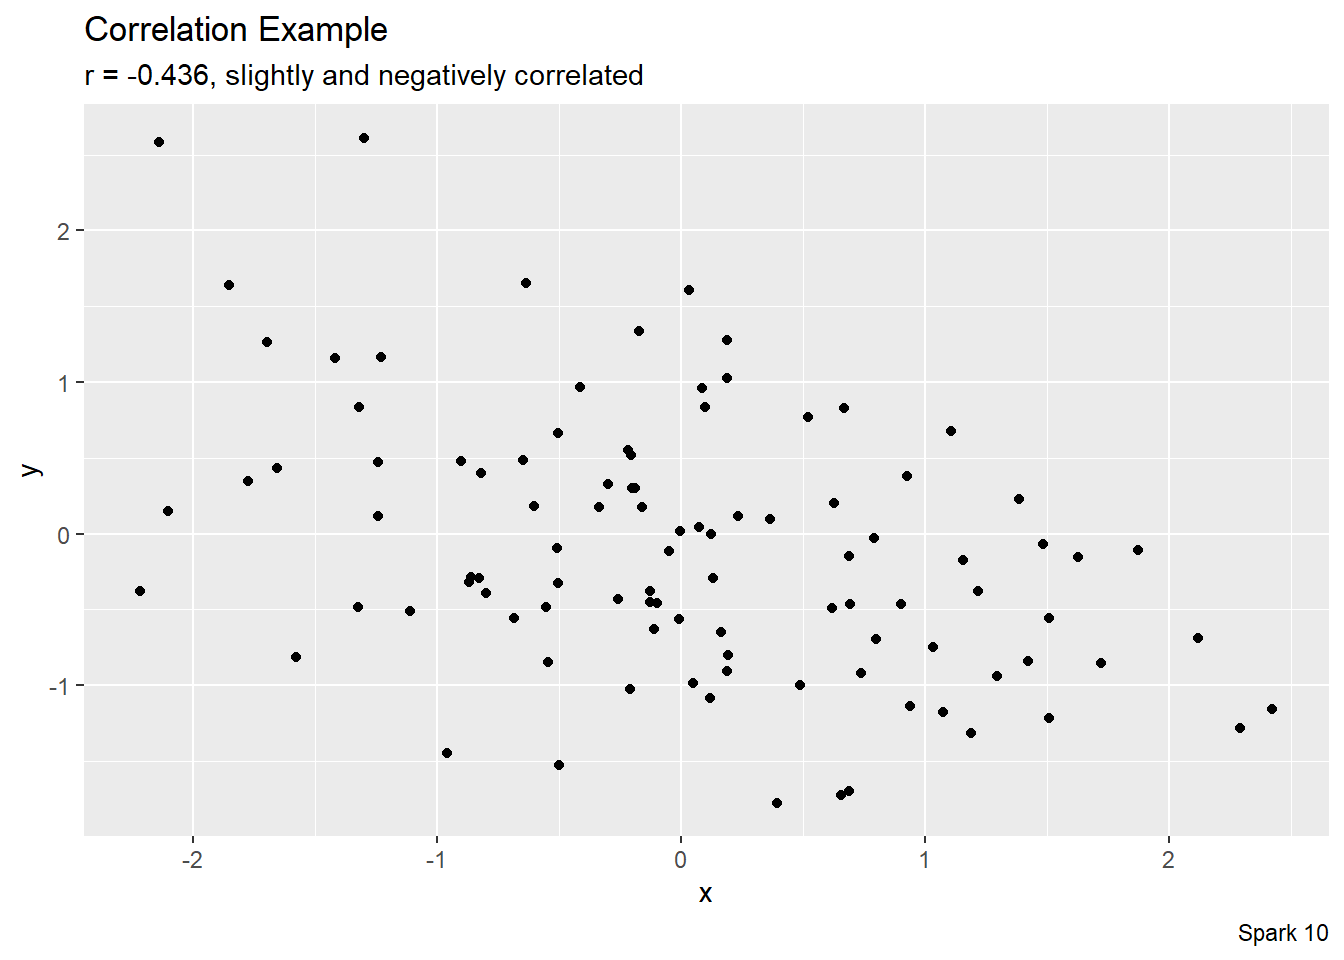 Correlation Example
r = -0.436, slightly and negatively correlated
2
1
0
-1
y
-2 -1 0 1 2
x
Spark 10